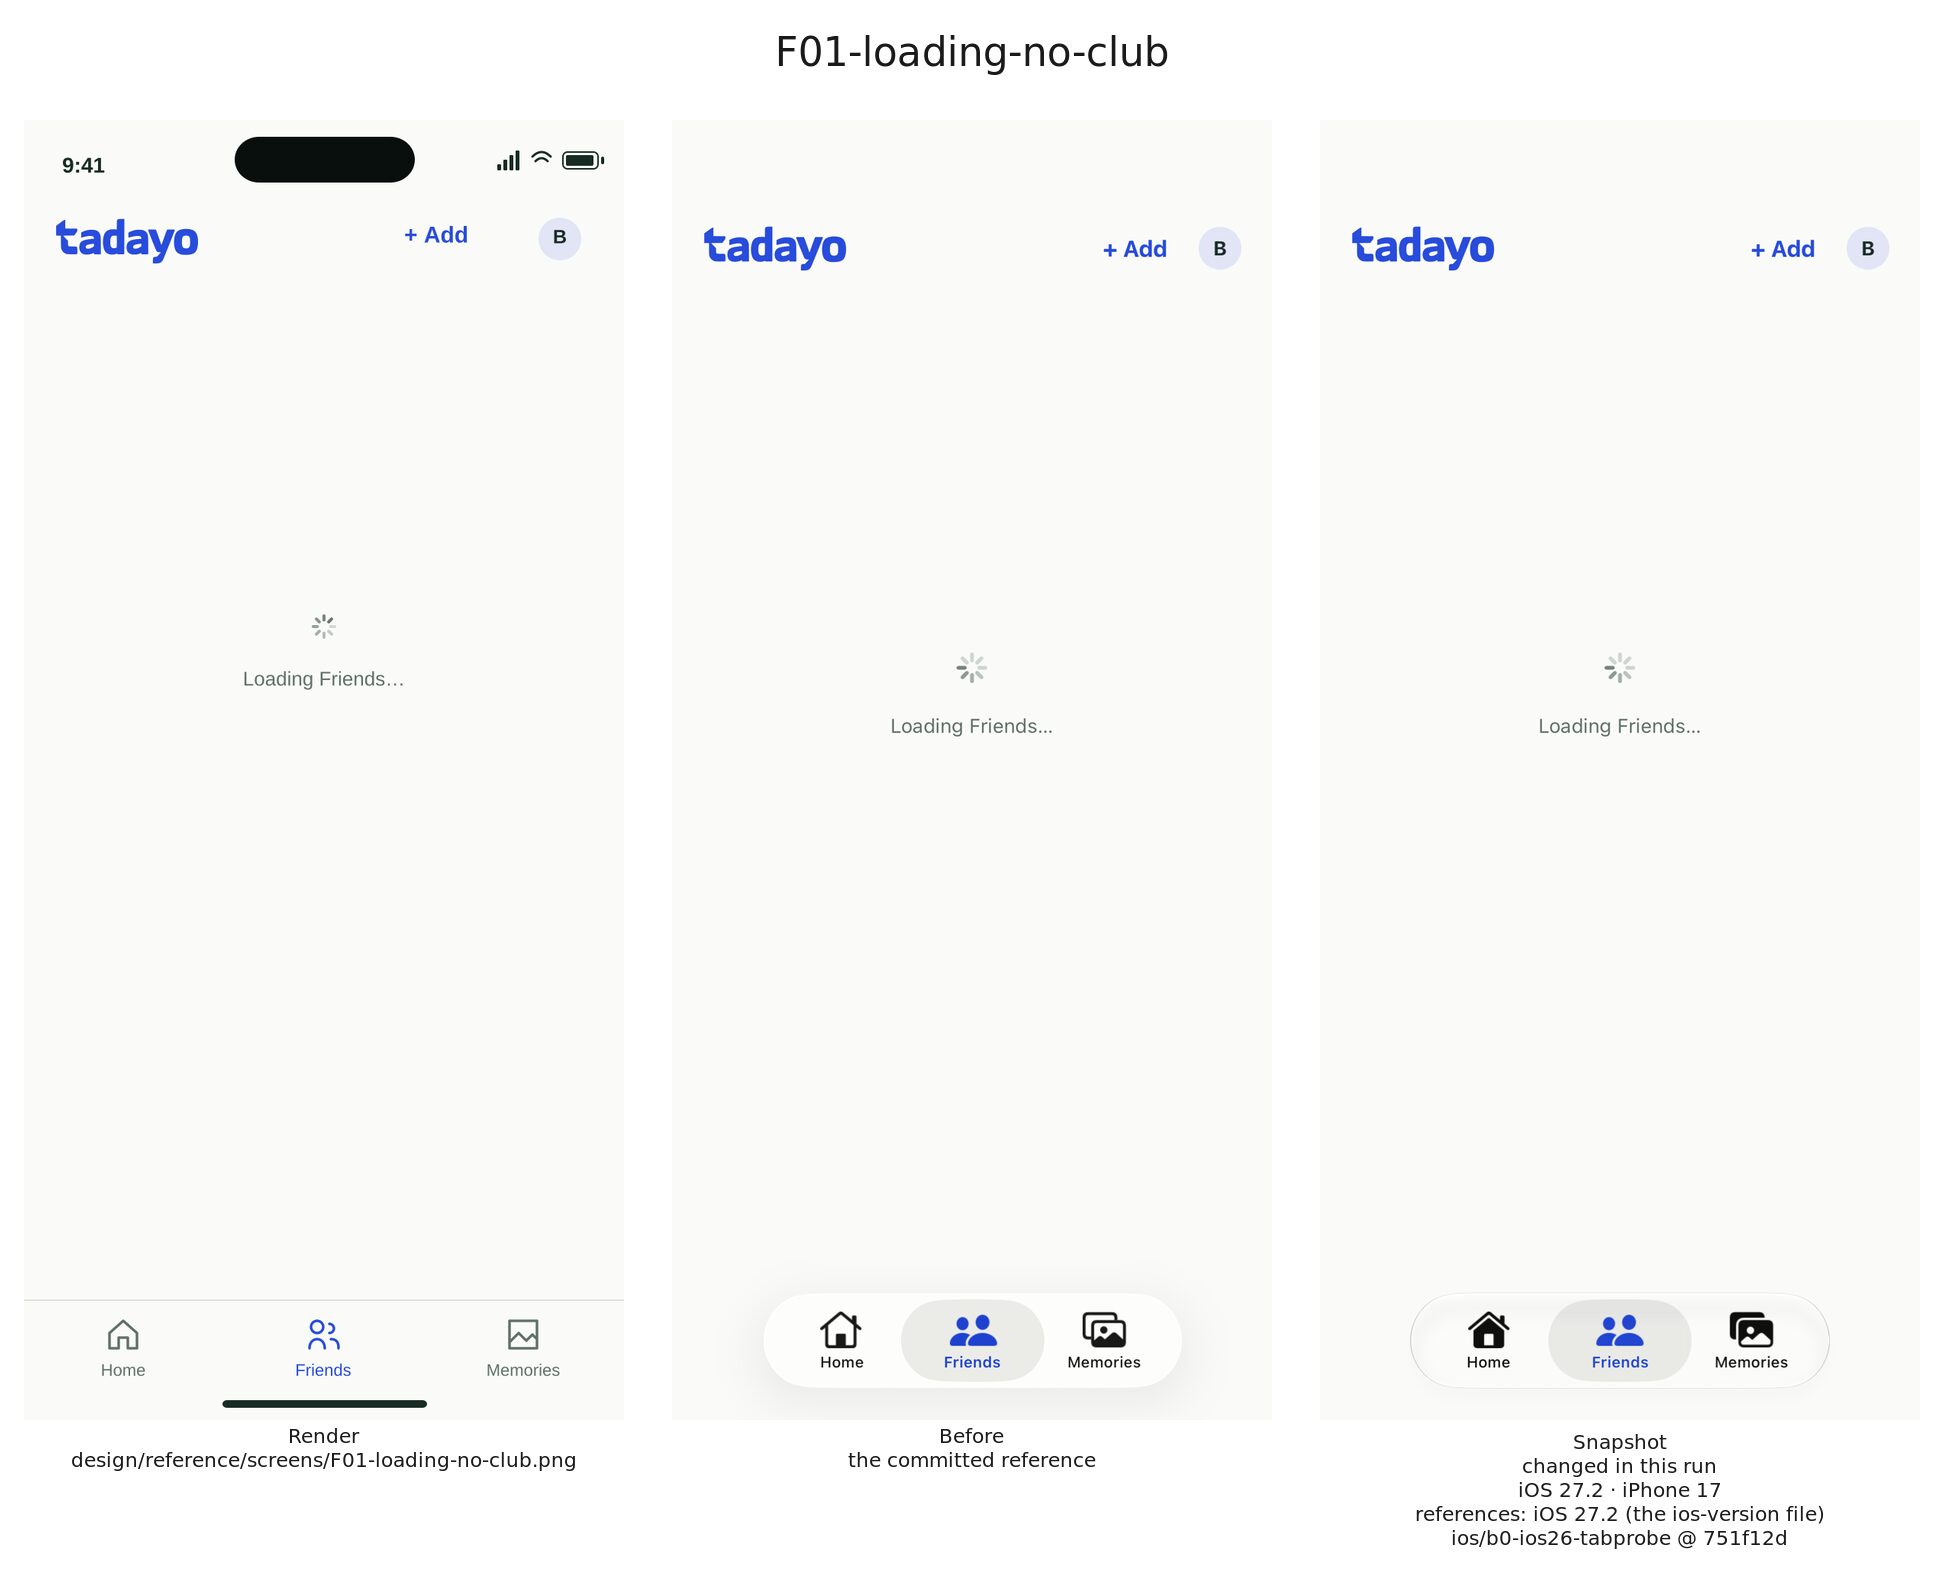 F01-loading-no-club
9:41
tadayo
+ Add
B
Loading Friends...
Home
Friends
Memories
Render
design/reference/screens/F01-loading-no-club.png
tadayo
+ Add
B
Loading Friends...
Home
Friends
Memories
Before
the committed reference
tadayo
+ Add
B
Loading Friends...
Home
Friends
Memories
Snapshot
changed in this run
iOS 27.2 · iPhone 17
references: iOS 27.2 (the ios-version file)
ios/b0-ios26-tabprobe @ 751f12d